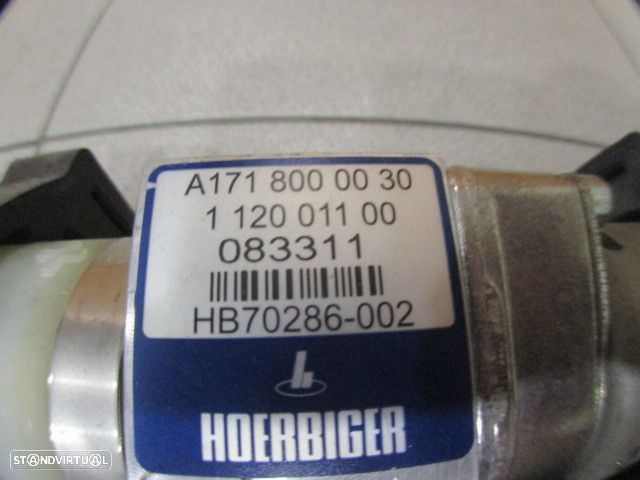 A171 800 00 30
1 120 011 00
083311
HB70286-002
HOERBIGER
STANDVIRTUAL